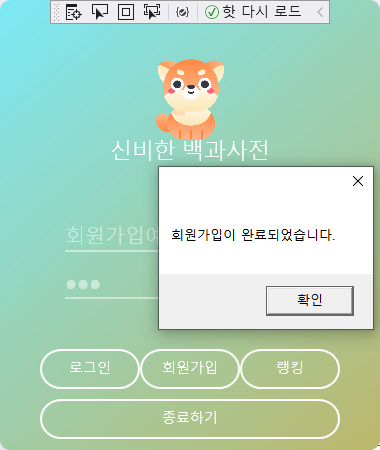 핫 다시 로드
신비한 백과사전
회원가입이 완료되었습니다.
확인
로그인
회원가입
랭킹
종료하기